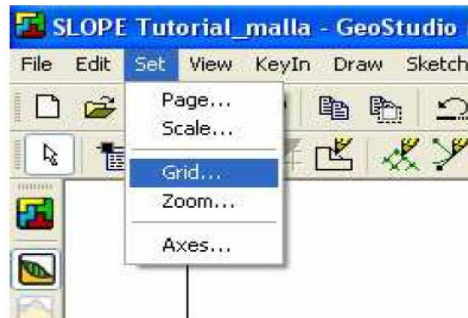 SLOPE Tutorial_malla - GeoStudio
File Edit Set View KeyIn Draw Sketch
Page...
Scale...
Grid...
Zoom...
Axes...